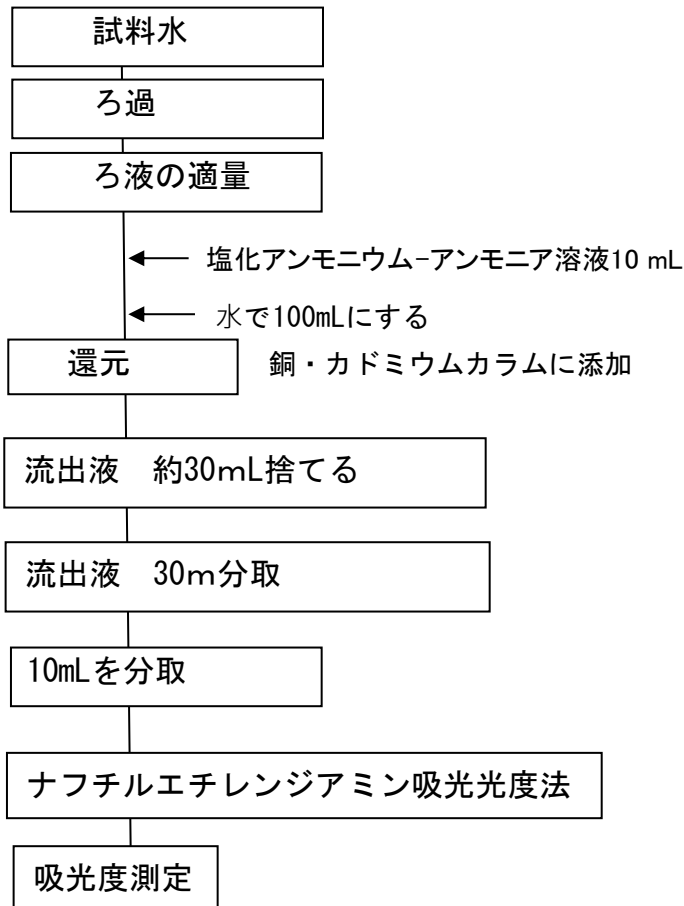 試料水
ろ過
ろ液の適量
塩化アンモニウム−アンモニア溶液10 mL
水で100mLにする
還元
銅・カドミウムカラムに添加
流出液 約30mL捨てる
流出液 30m分取
10mLを分取
ナフチルエチレンジアミン吸光光度法
吸光度測定